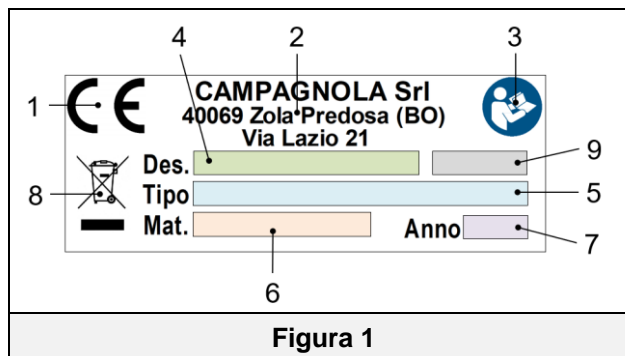 4 2 3
1 CE CAMPAGNOLA Srl
40069 Zola Predosa (BO)
Via Lazio 21
Des. 9
8 Tipo 5
Mat. Anno 7
6
Figura 1